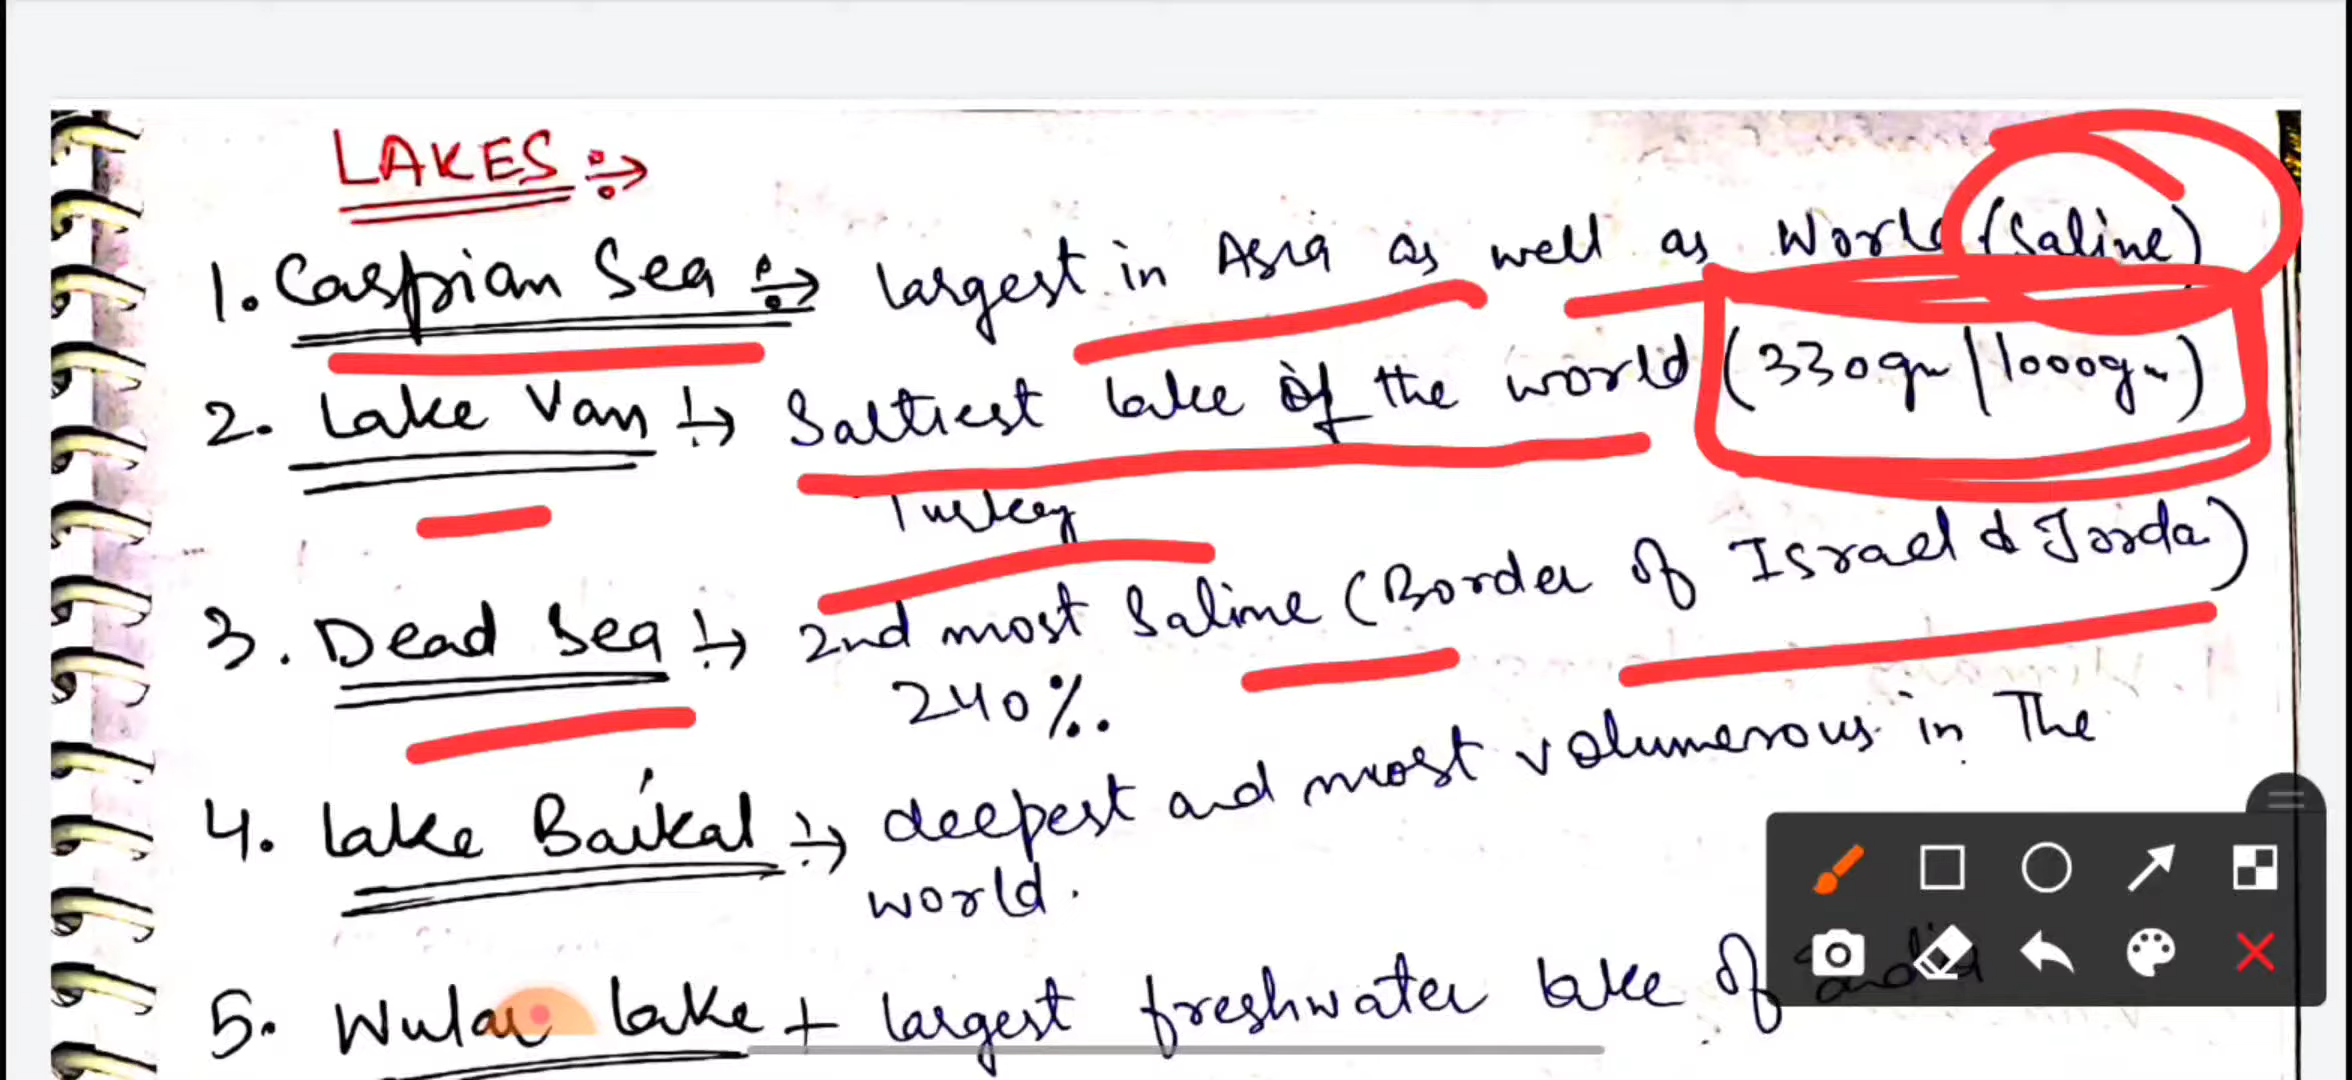 LAKES :→
1. Caspian Sea :→ largest in Asia as well as World (Saline)
2. Lake Van :→ Saltiest lake of the world (330gm/1000gm)
Turkey
3. Dead Sea :→ 2nd most Saline (Border of Israel & Jorda)
240%.
4. lake Baikal :→ deepest and most volumerous in The
world.
5. Wular lake + largest freshwater lake of India